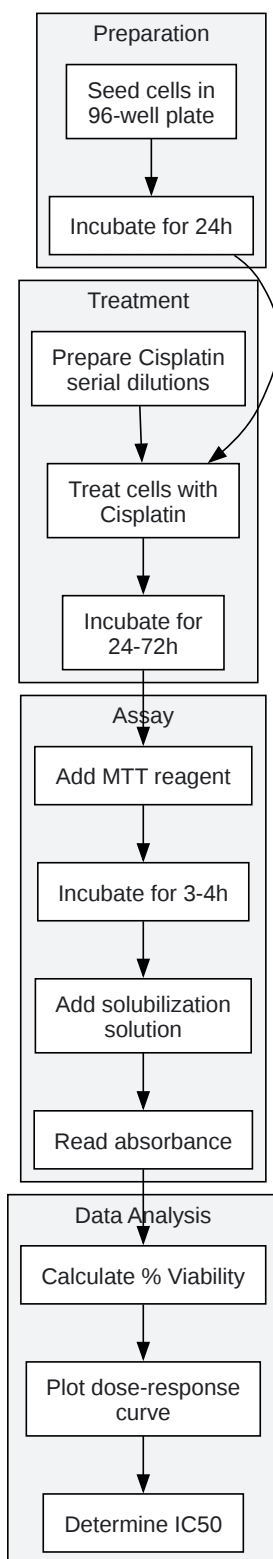 Preparation
Seed cells in
96-well plate
Incubate for 24h
Treatment
Prepare Cisplatin
serial dilutions
Treat cells with
Cisplatin
Incubate for
24-72h
Assay
Add MTT reagent
Incubate for 3-4h
Add solubilization
solution
Read absorbance
Data Analysis
Calculate % Viability
Plot dose-response
curve
Determine IC50